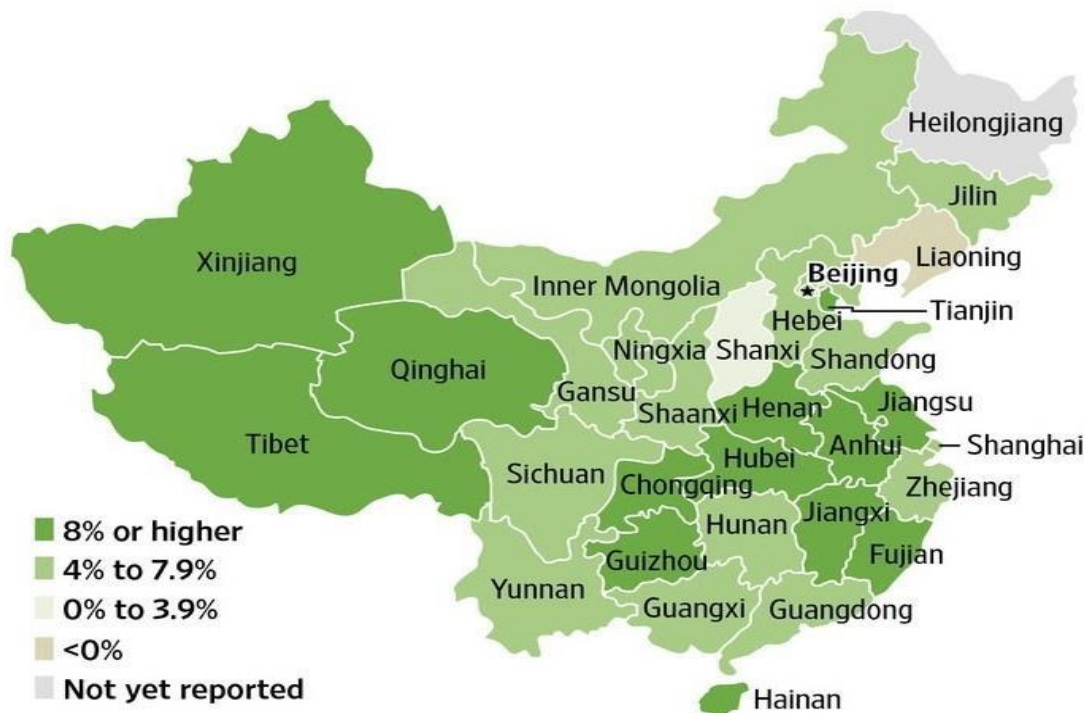 Heilongjiang
Jilin
Xinjiang
Liaoning
Beijing
Inner Mongolia
Tianjin
Hebei
Ningxia
Shanxi
Shandong
Qinghai
Gansu
Shaanxi
Henan
Jiangsu
Tibet
Anhui
Shanghai
Hubei
Sichuan
Chongqing
Zhejiang
Hunan
Jiangxi
Guizhou
Fujian
Yunnan
Guangxi
Guangdong
Hainan
8% or higher
4% to 7.9%
0% to 3.9%
<0%
Not yet reported